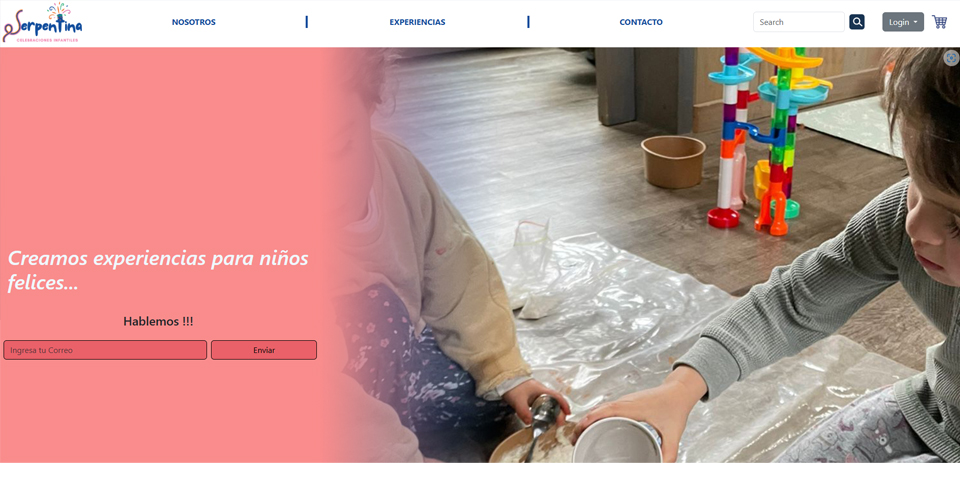 Serpentina
CELEBRACIONES INFANTILES
NOSOTROS
EXPERIENCIAS
CONTACTO
Search
Login
Creamos experiencias para niños
felices...
Hablemos !!!
Ingresa tu Correo
Enviar